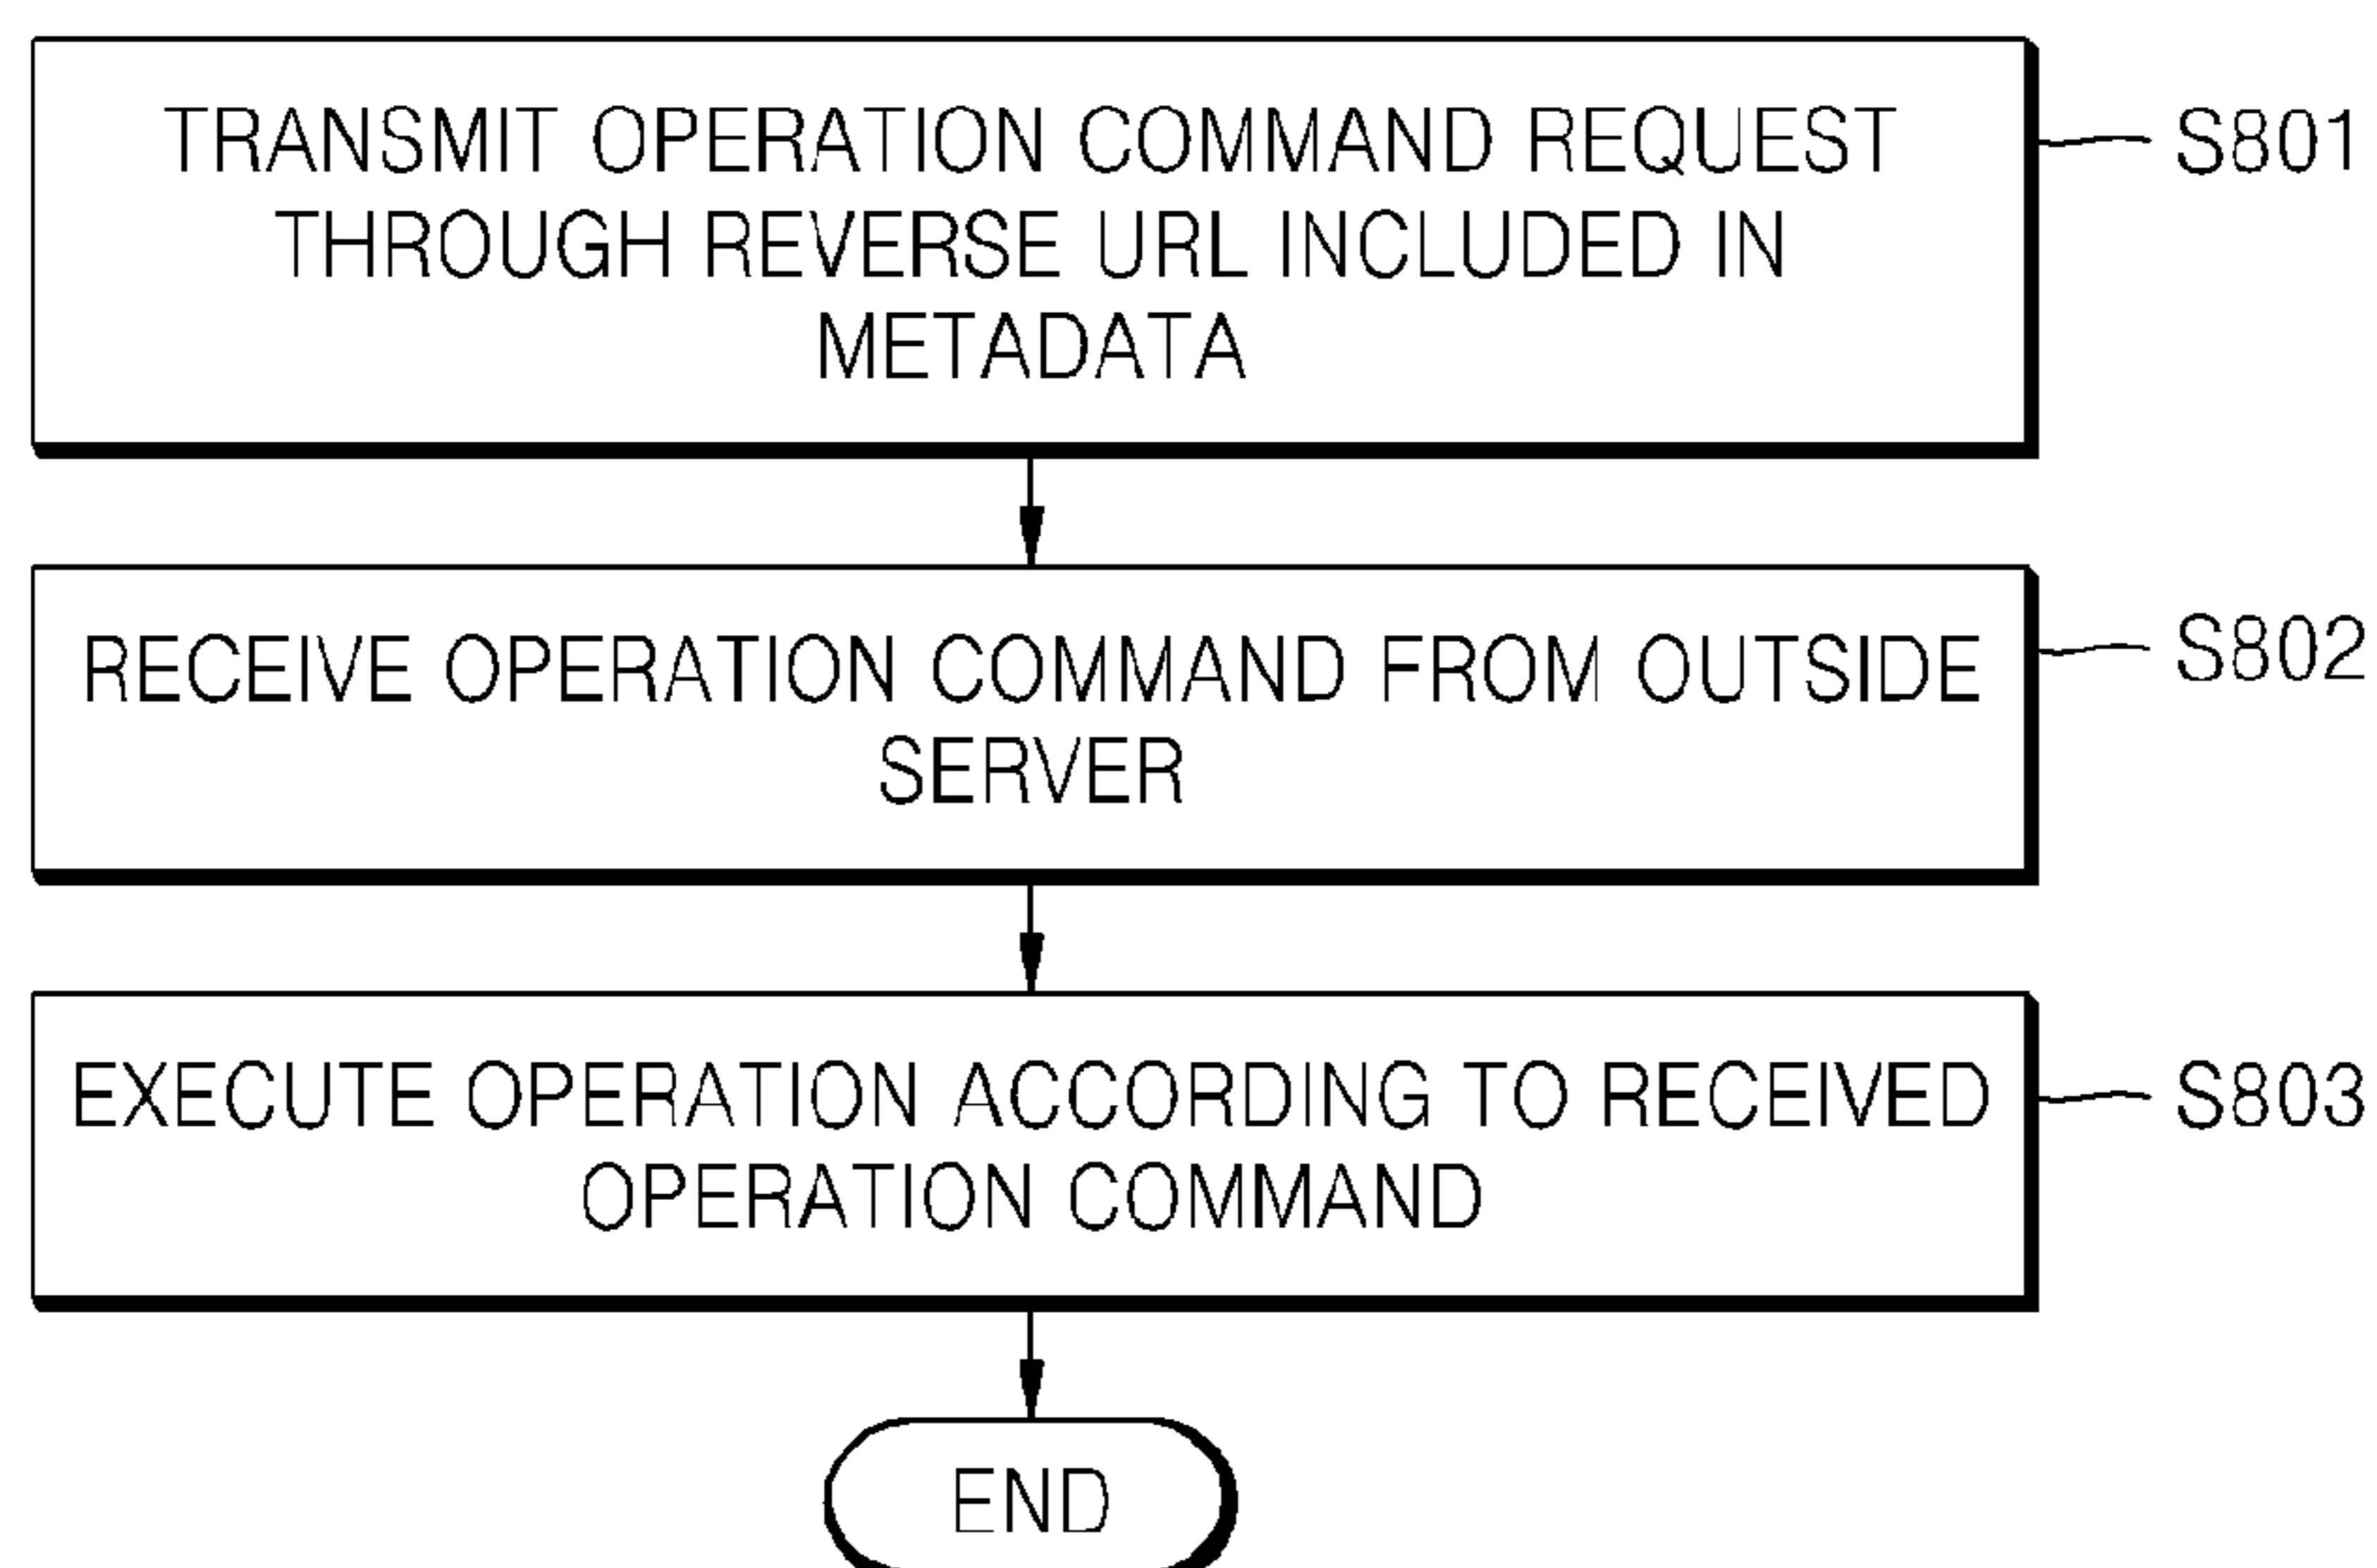 TRANSMIT OPERATION COMMAND REQUEST S801
THROUGH REVERSE URL INCLUDED IN
METADATA
RECEIVE OPERATION COMMAND FROM OUTSIDE S802
SERVER
EXECUTE OPERATION ACCORDING TO RECEIVED S803
OPERATION COMMAND
END